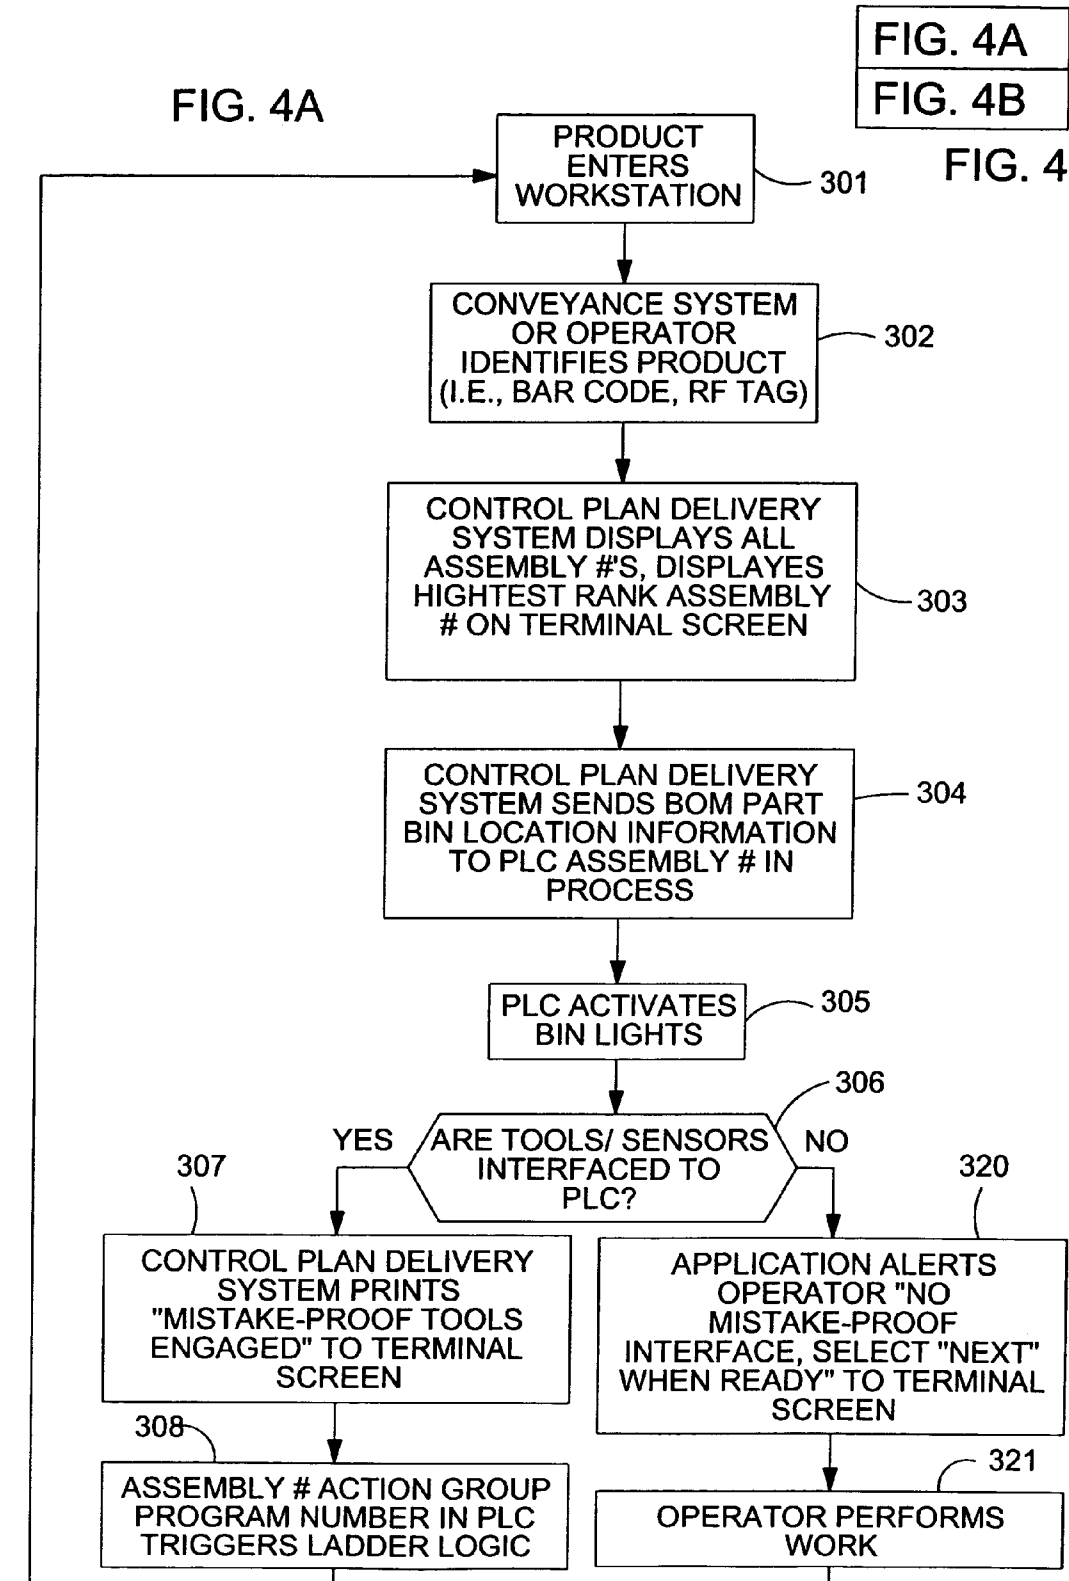 FIG. 4A
FIG. 4B
FIG. 4
FIG. 4A
PRODUCT
ENTERS
WORKSTATION
301
CONVEYANCE SYSTEM
OR OPERATOR
IDENTIFIES PRODUCT
(I.E., BAR CODE, RF TAG)
302
CONTROL PLAN DELIVERY
SYSTEM DISPLAYS ALL
ASSEMBLY #'S, DISPLAYES
HIGHTEST RANK ASSEMBLY
# ON TERMINAL SCREEN
303
CONTROL PLAN DELIVERY
SYSTEM SENDS BOM PART
BIN LOCATION INFORMATION
TO PLC ASSEMBLY # IN
PROCESS
304
PLC ACTIVATES
BIN LIGHTS
305
306
YES
ARE TOOLS/ SENSORS
INTERFACED TO
PLC?
NO
307
CONTROL PLAN DELIVERY
SYSTEM PRINTS
"MISTAKE-PROOF TOOLS
ENGAGED" TO TERMINAL
SCREEN
320
APPLICATION ALERTS
OPERATOR "NO
MISTAKE-PROOF
INTERFACE, SELECT "NEXT"
WHEN READY" TO TERMINAL
SCREEN
308
ASSEMBLY # ACTION GROUP
PROGRAM NUMBER IN PLC
TRIGGERS LADDER LOGIC
321
OPERATOR PERFORMS
WORK